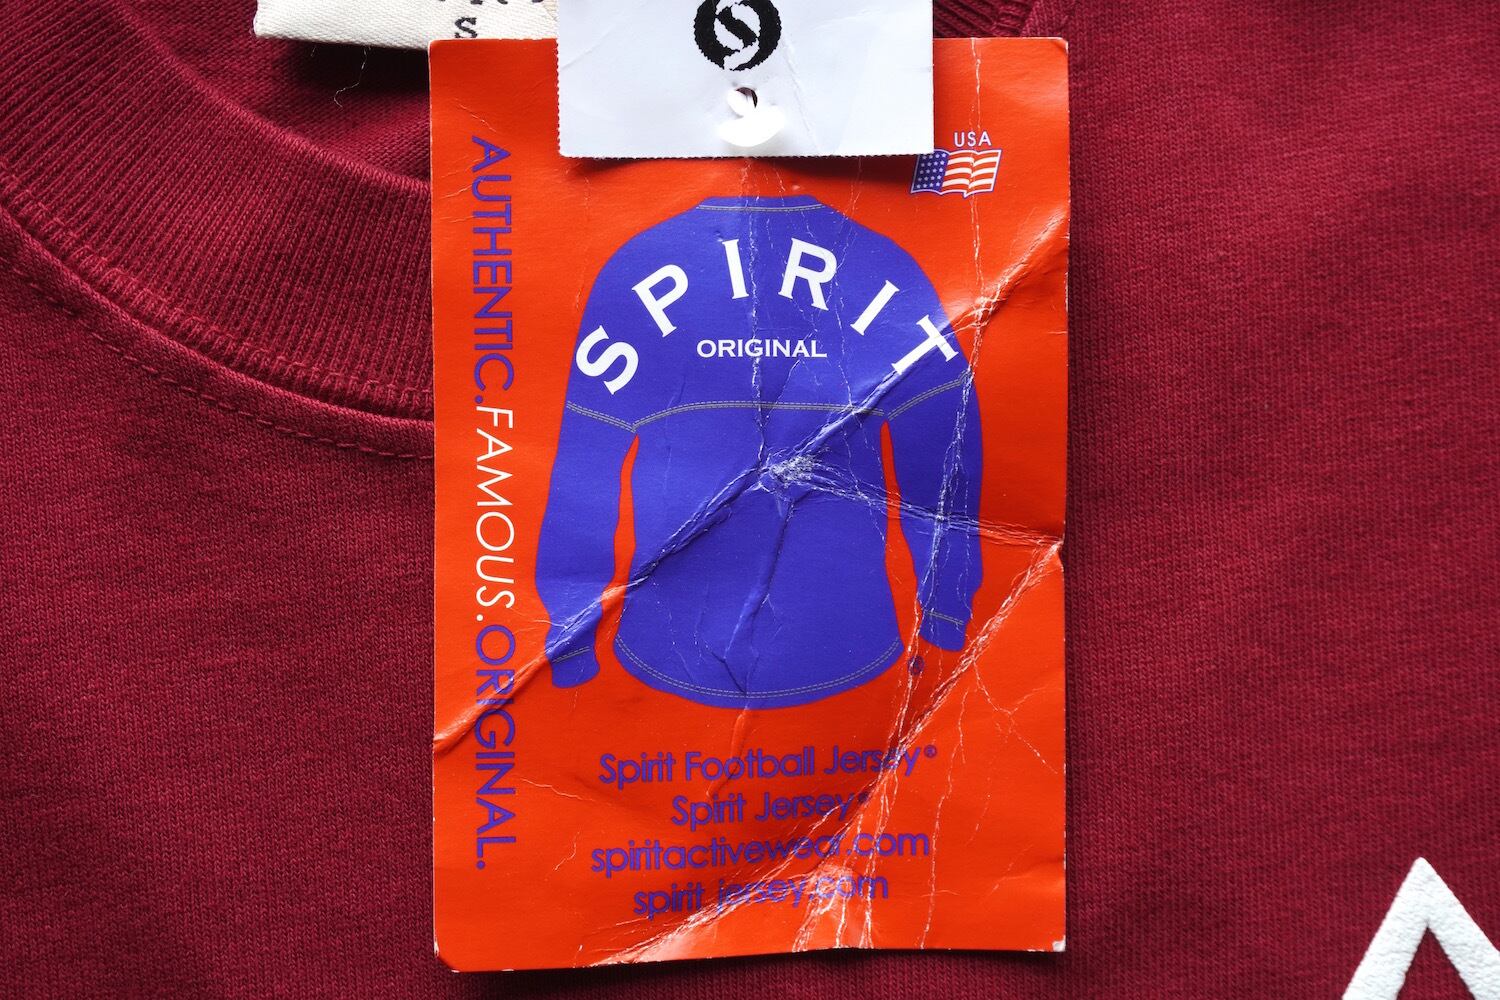 S
USA
SPIRIT
ORIGINAL
AUTHENTIC.FAMOUS.ORIGINAL.
Spirit Football Jersey®
Spirit Jersey®
spiritactivewear.com
spirit jersey.com